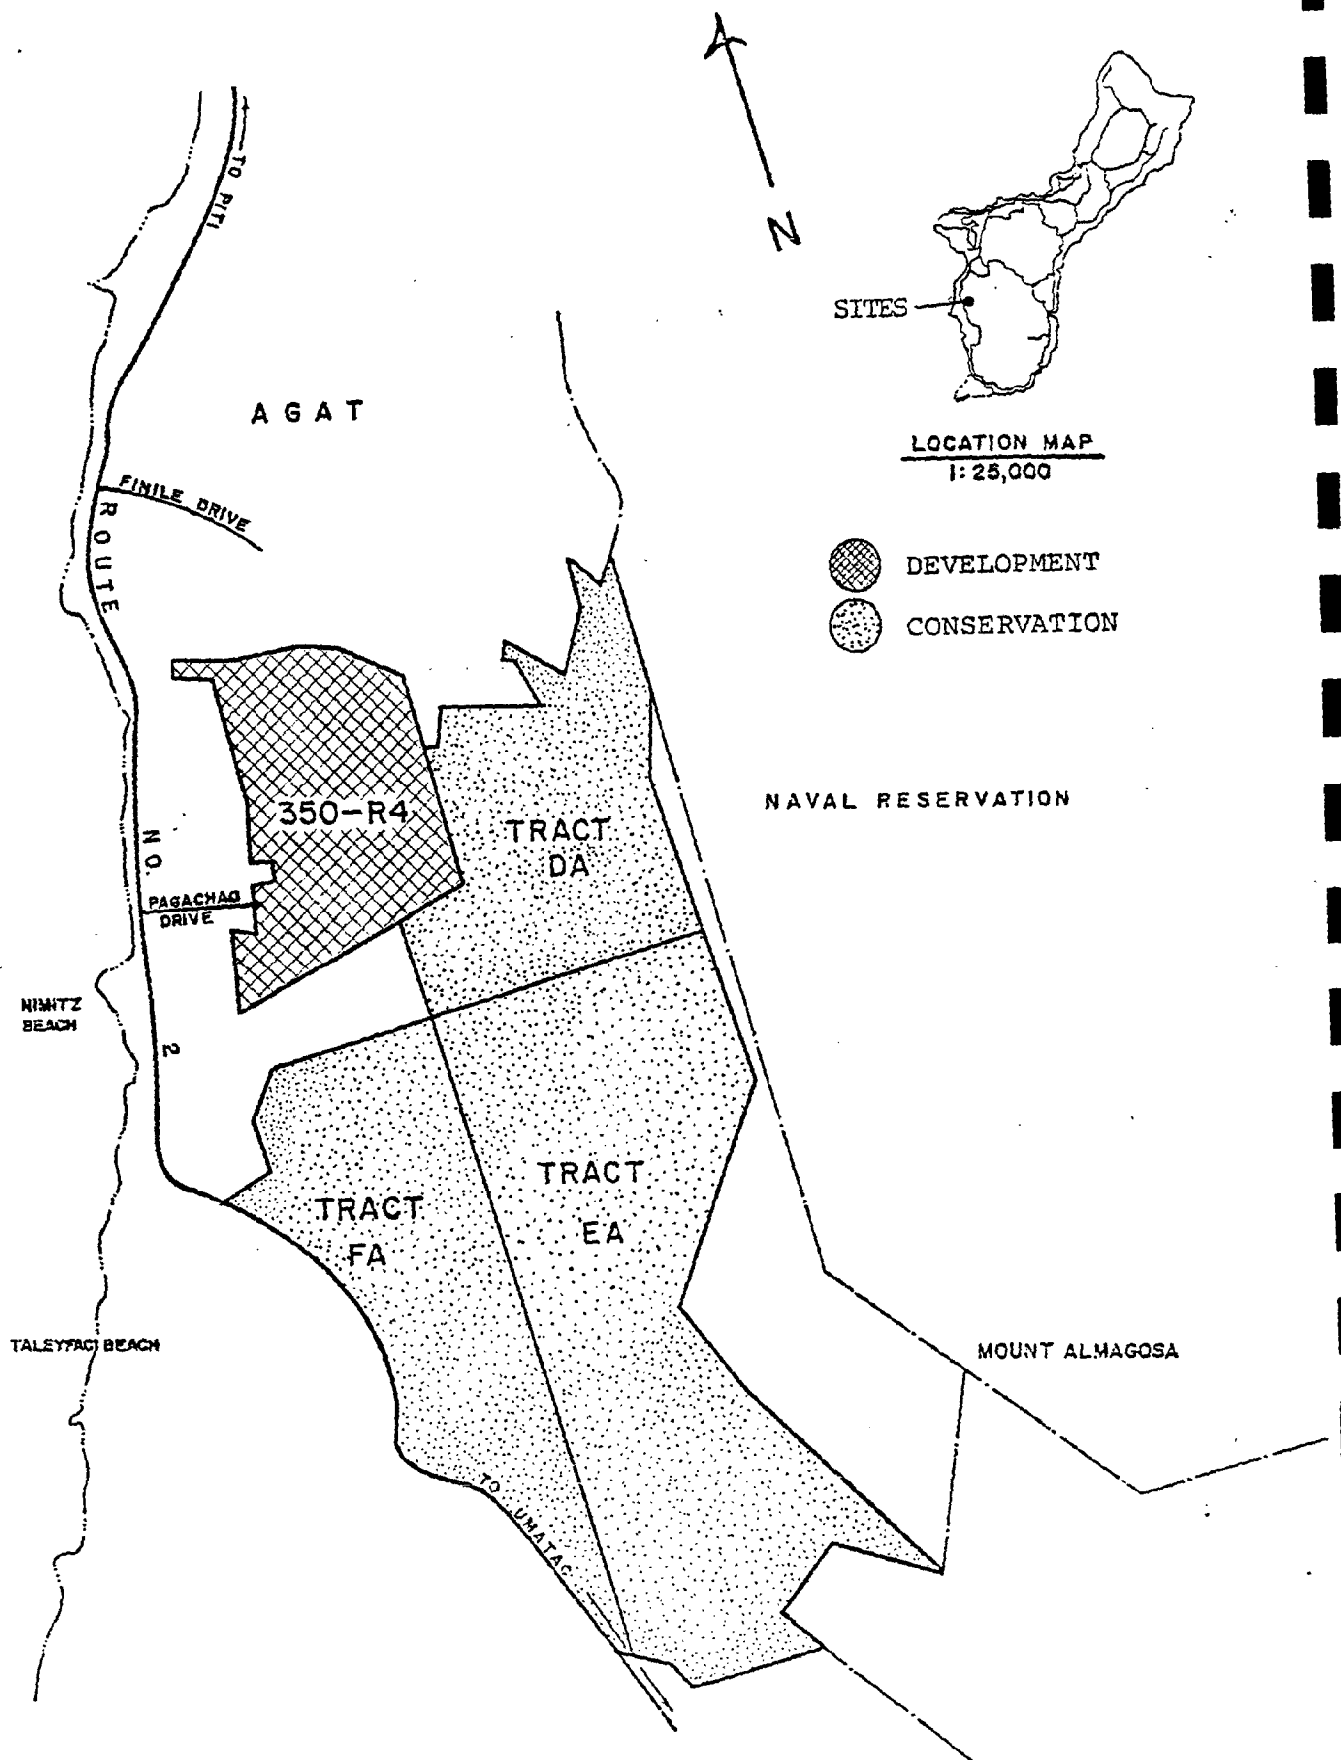 N
TO PITI
SITES
AGAT
LOCATION MAP
1:25,000
FINILE DRIVE
DEVELOPMENT
CONSERVATION
ROUTE NO. 2
350-R4
NAVAL RESERVATION
TRACT
DA
PAGACHAO
DRIVE
NIMITZ
BEACH
TRACT
EA
TRACT
FA
TALEYFAC BEACH
MOUNT ALMAGOSA
TO UMATAC